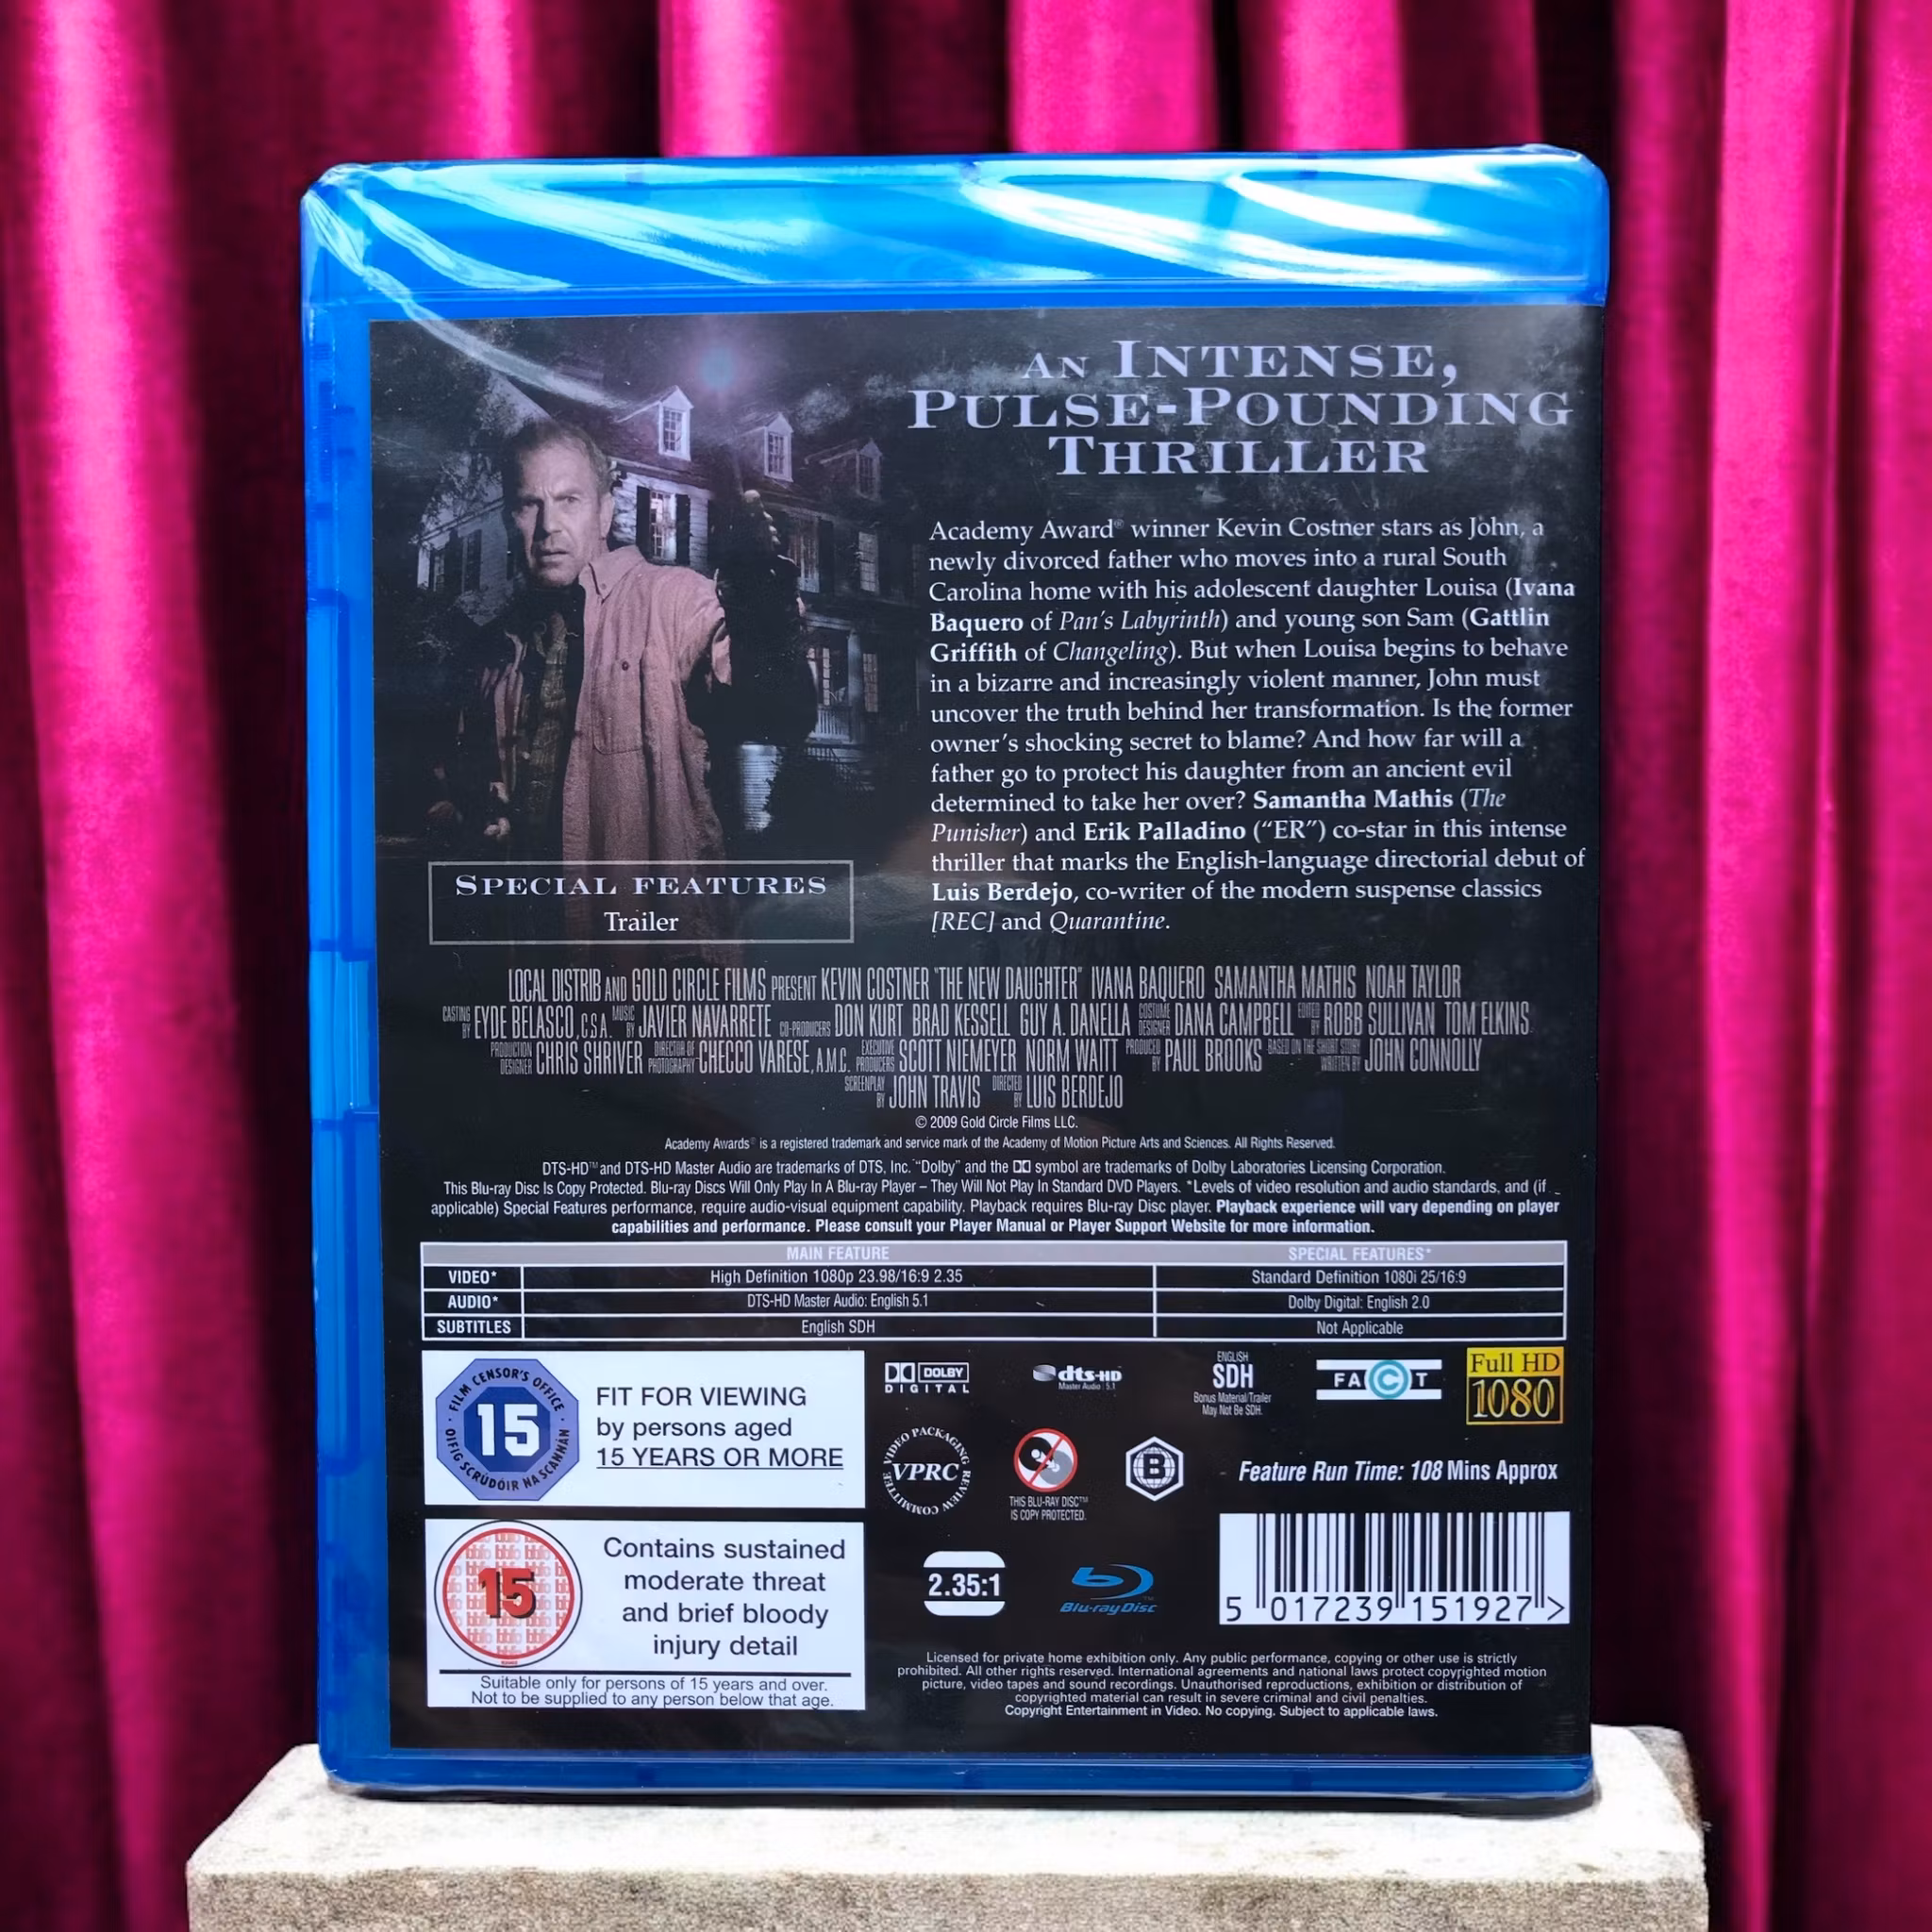 AN INTENSE,
PULSE-POUNDING
THRILLER
Academy Award® winner Kevin Costner stars as John, a
newly divorced father who moves into a rural South
Carolina home with his adolescent daughter Louisa (Ivana
Baquero of Pan's Labyrinth) and young son Sam (Gattlin
Griffith of Changeling). But when Louisa begins to behave
in a bizarre and increasingly violent manner, John must
uncover the truth behind her transformation. Is the former
owner's shocking secret to blame? And how far will a
father go to protect his daughter from an ancient evil
determined to take her over? Samantha Mathis (The
Punisher) and Erik Palladino ("ER") co-star in this intense
thriller that marks the English-language directorial debut of
Luis Berdejo, co-writer of the modern suspense classics
[REC] and Quarantine.
SPECIAL FEATURES
Trailer
LOCAL DISTRIB AND GOLD CIRCLE FILMS PRESENT KEVIN COSTNER "THE NEW DAUGHTER" IVANA BAQUERO SAMANTHA MATHIS NOAH TAYLOR
CASTING BY EYDE BELASCO, C.S.A. MUSIC BY JAVIER NAVARRETE CO-PRODUCERS DON KURT BRAD KESSELL GUY A. DANELLA COSTUME DESIGNER DANA CAMPBELL EDITED BY ROBB SULLIVAN TOM ELKINS
PRODUCTION DESIGNER CHRIS SHRIVER DIRECTOR OF PHOTOGRAPHY CHECCO VARESE, A.M.C. EXECUTIVE PRODUCERS SCOTT NIEMEYER NORM WAITT PRODUCED BY PAUL BROOKS BASED ON THE SHORT STORY WRITTEN BY JOHN CONNOLLY
SCREENPLAY BY JOHN TRAVIS DIRECTED BY LUIS BERDEJO
© 2009 Gold Circle Films LLC.
Academy Awards® is a registered trademark and service mark of the Academy of Motion Picture Arts and Sciences. All Rights Reserved.
DTS-HD™ and DTS-HD Master Audio are trademarks of DTS, Inc. "Dolby" and the DD symbol are trademarks of Dolby Laboratories Licensing Corporation.
This Blu-ray Disc Is Copy Protected. Blu-ray Discs Will Only Play In A Blu-ray Player – They Will Not Play In Standard DVD Players. *Levels of video resolution and audio standards, and (if
applicable) Special Features performance, require audio-visual equipment capability. Playback requires Blu-ray Disc player. Playback experience will vary depending on player
capabilities and performance. Please consult your Player Manual or Player Support Website for more information.
MAIN FEATURE SPECIAL FEATURES*
VIDEO* High Definition 1080p 23.98/16:9 2.35 Standard Definition 1080i 25/16:9
AUDIO* DTS-HD Master Audio: English 5.1 Dolby Digital: English 2.0
SUBTITLES English SDH Not Applicable
FILM CENSOR'S OFFICE
15
OIFIG SCRÚDÓIR NA SCANNÁN
FIT FOR VIEWING
by persons aged
15 YEARS OR MORE
DOLBY
DIGITAL
dts-HD
Master Audio 5.1
ENGLISH
SDH
Bonus Material/Trailer
May Not Be SDH.
FACT
Full HD
1080
VIDEO PACKAGING REVIEW COMMITTEE
VPRC
THIS BLU-RAY DISC™
IS COPY PROTECTED.
B
Feature Run Time: 108 Mins Approx
15
Contains sustained
moderate threat
and brief bloody
injury detail
Suitable only for persons of 15 years and over.
Not to be supplied to any person below that age.
2.35:1
Blu-ray Disc
5 017239 151927 >
Licensed for private home exhibition only. Any public performance, copying or other use is strictly
prohibited. All other rights reserved. International agreements and national laws protect copyrighted motion
picture, video tapes and sound recordings. Unauthorised reproductions, exhibition or distribution of
copyrighted material can result in severe criminal and civil penalties.
Copyright Entertainment in Video. No copying. Subject to applicable laws.